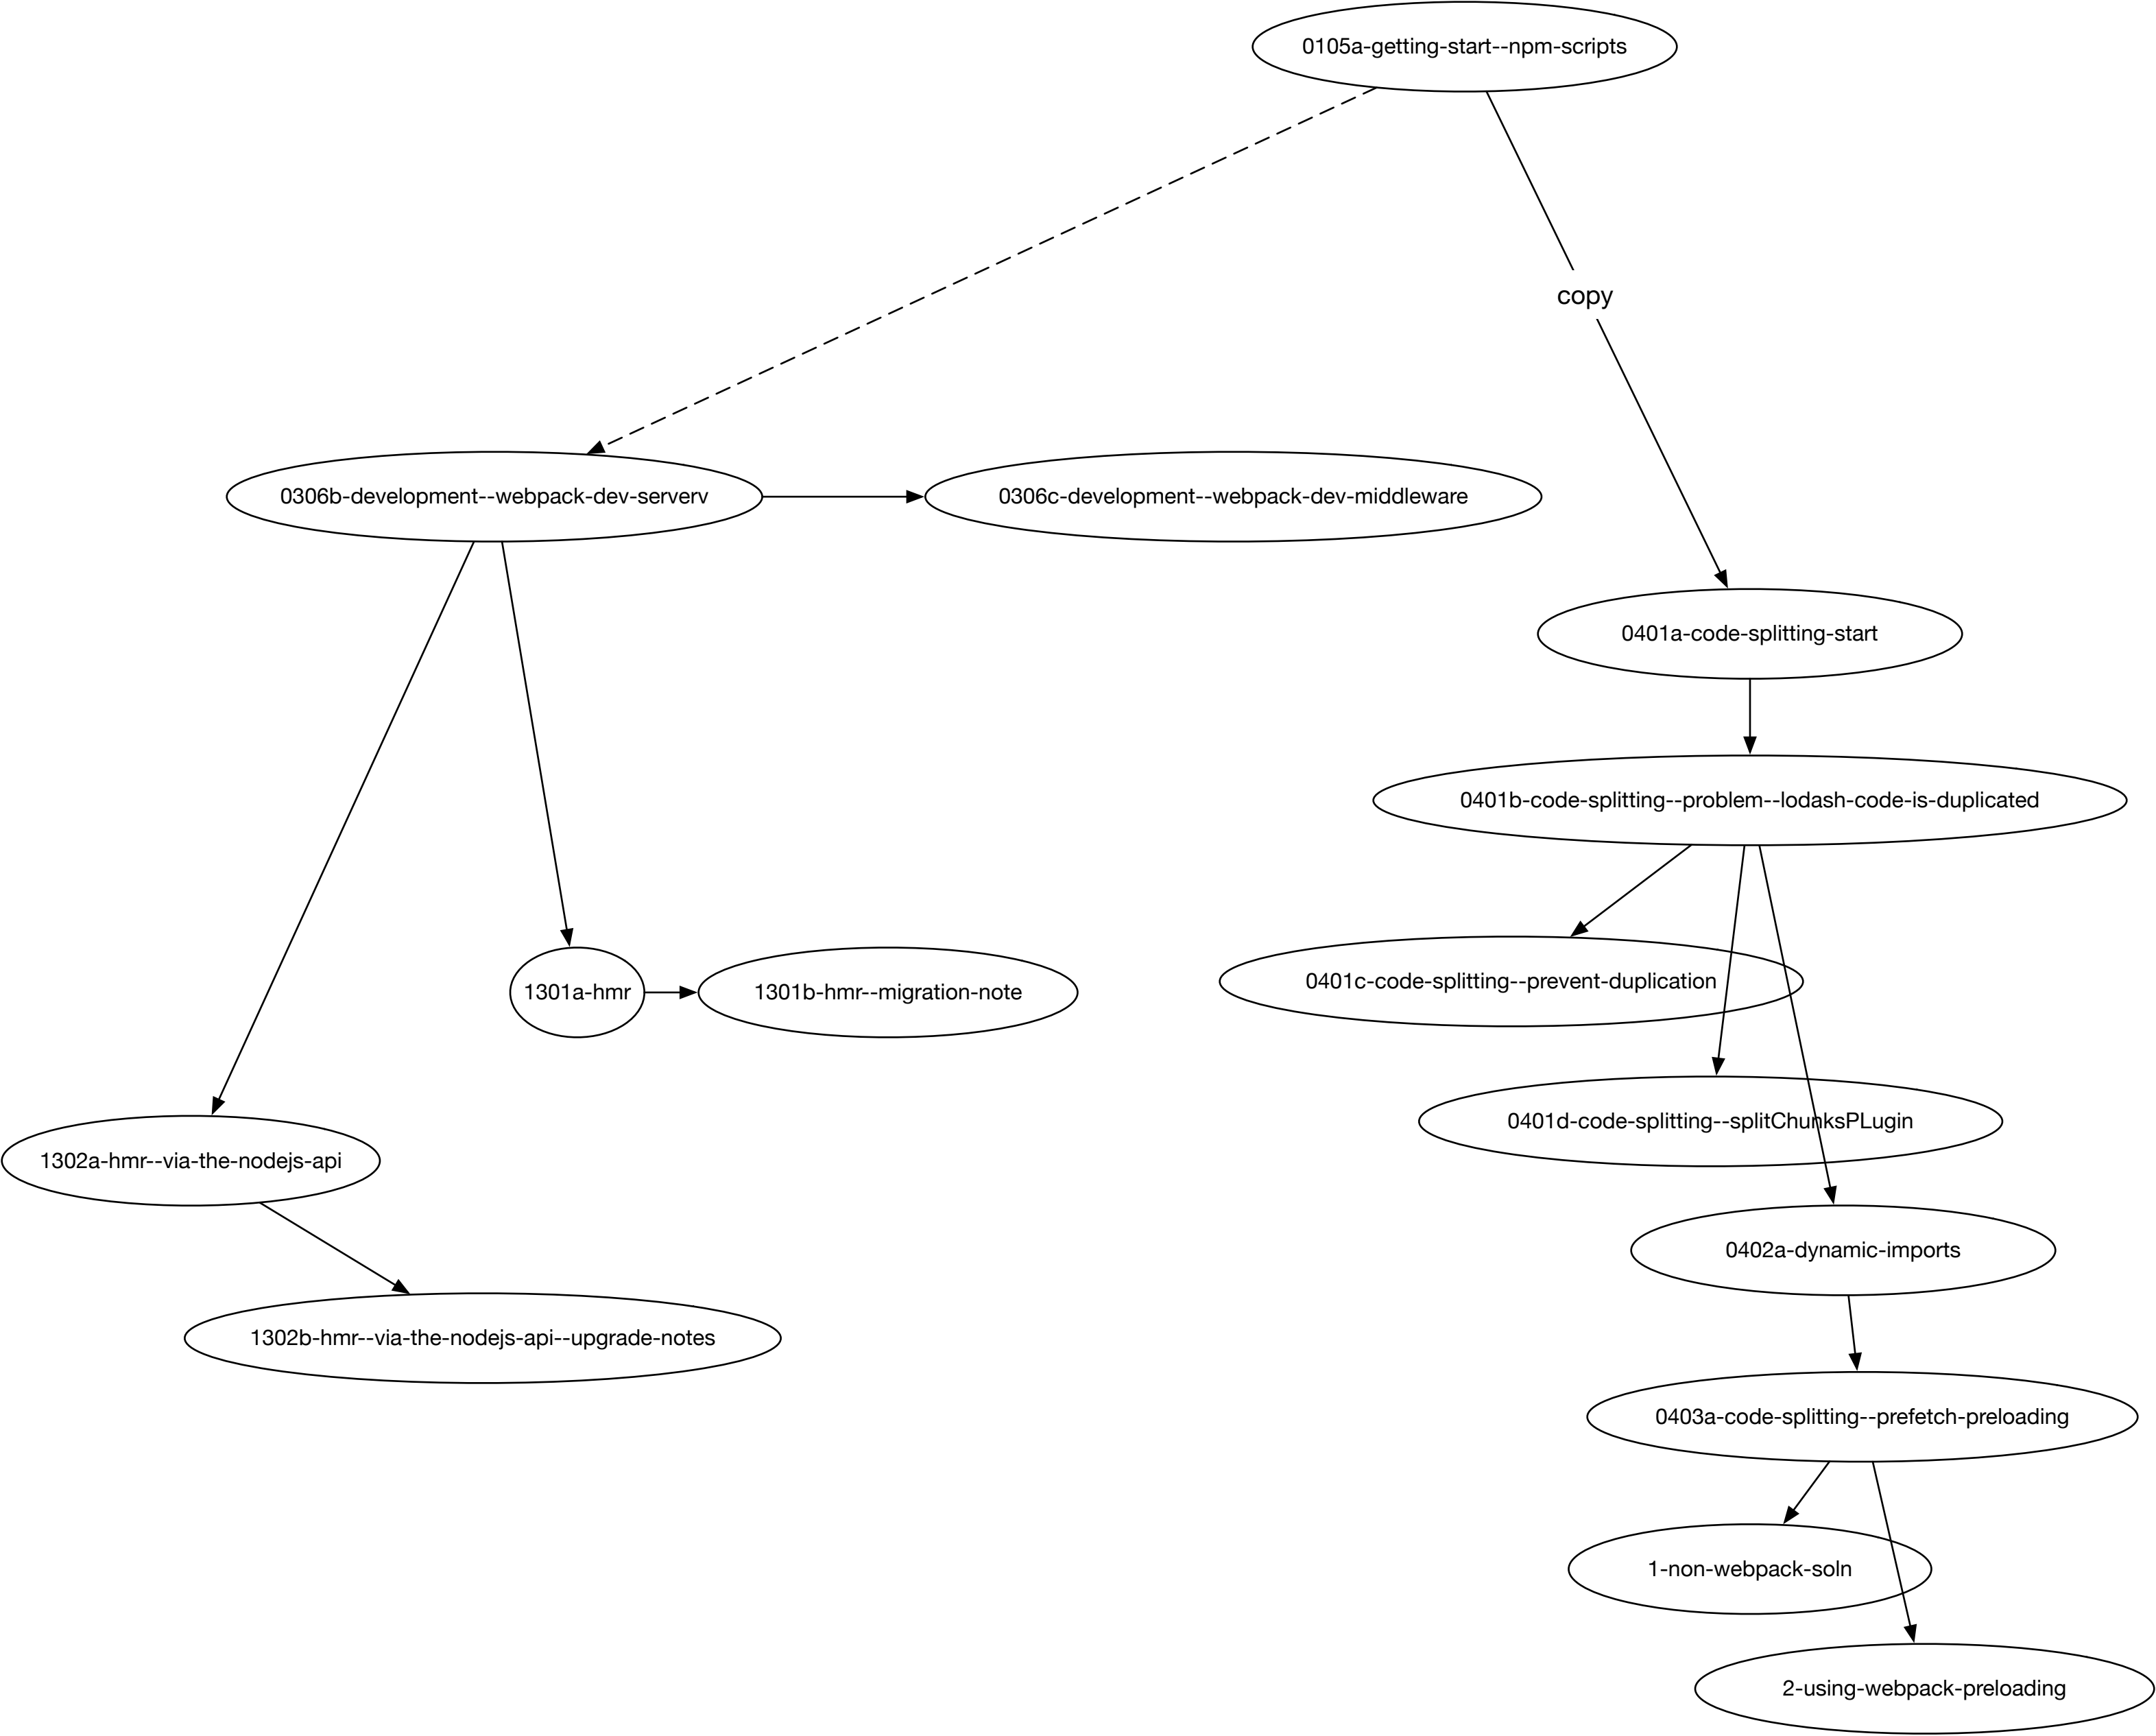 0105a-getting-start--npm-scripts
copy
0306b-development--webpack-dev-serverv
0306c-development--webpack-dev-middleware
0401a-code-splitting-start
0401b-code-splitting--problem--lodash-code-is-duplicated
0401c-code-splitting--prevent-duplication
1301a-hmr
1301b-hmr--migration-note
0401d-code-splitting--splitChunksPLugin
1302a-hmr--via-the-nodejs-api
0402a-dynamic-imports
1302b-hmr--via-the-nodejs-api--upgrade-notes
0403a-code-splitting--prefetch-preloading
1-non-webpack-soln
2-using-webpack-preloading